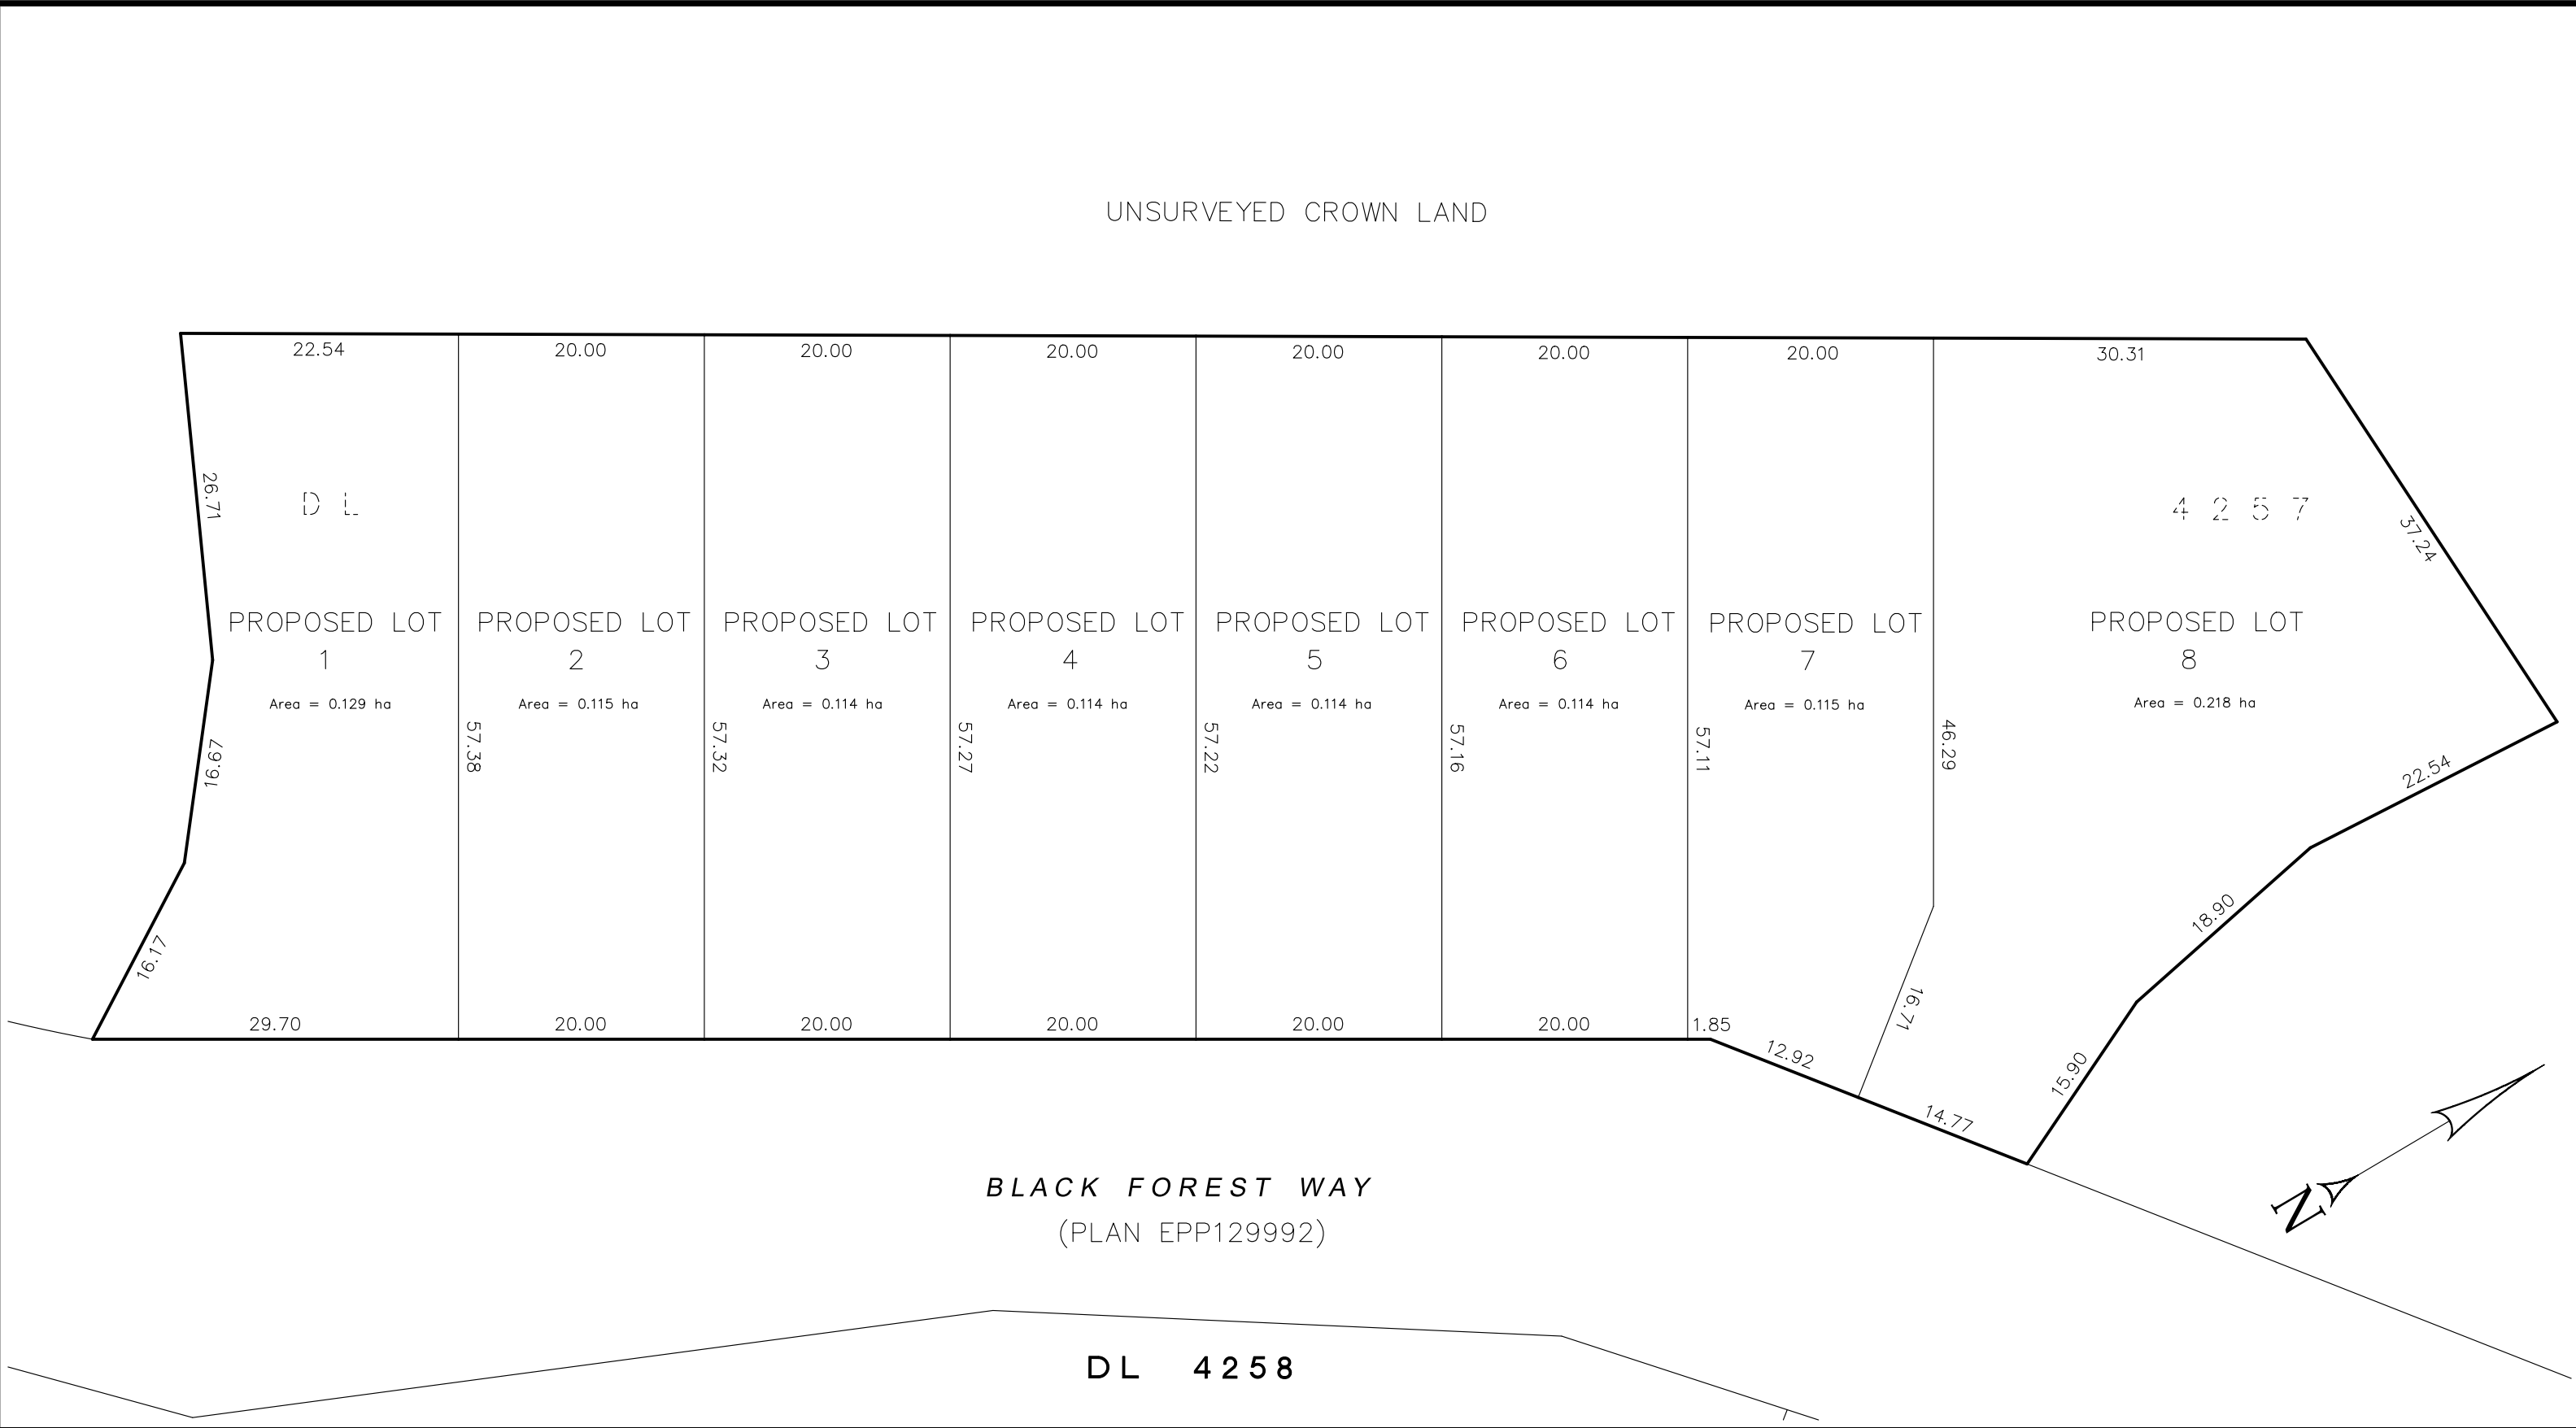 UNSURVEYED CROWN LAND
22.54
20.00
20.00
20.00
20.00
20.00
20.00
30.31
26.71
D L
4 2 5 7
37.24
PROPOSED LOT
1
Area = 0.129 ha
PROPOSED LOT
2
Area = 0.115 ha
PROPOSED LOT
3
Area = 0.114 ha
PROPOSED LOT
4
Area = 0.114 ha
PROPOSED LOT
5
Area = 0.114 ha
PROPOSED LOT
6
Area = 0.114 ha
PROPOSED LOT
7
Area = 0.115 ha
PROPOSED LOT
8
Area = 0.218 ha
16.97
57.38
57.32
57.27
57.22
57.16
57.11
46.29
22.54
18.90
16.17
16.71
29.70
20.00
20.00
20.00
20.00
20.00
1.85
12.92
15.90
14.77
BLACK FOREST WAY
(PLAN EPP129992)
N
DL 4258